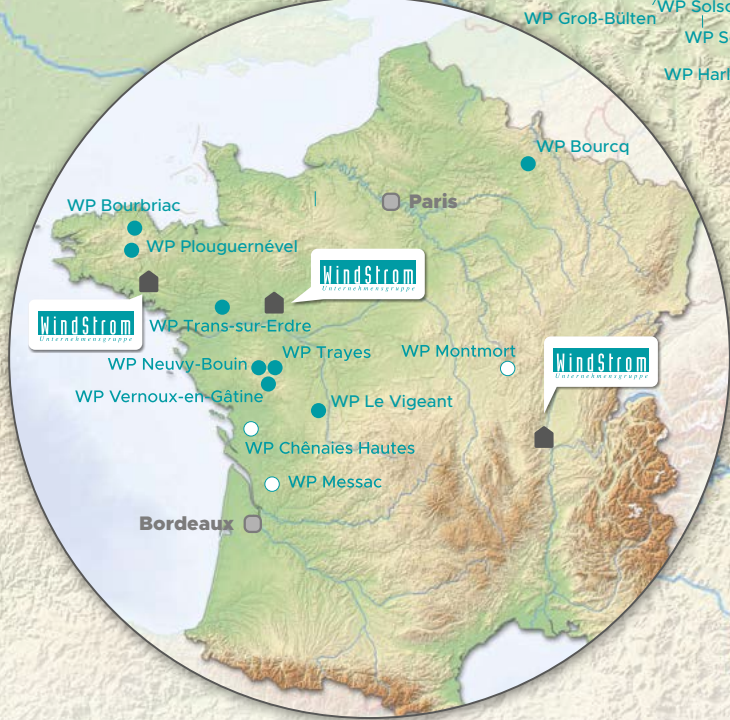 WP Groß-Bülten
WP Bourcq
Paris
WP Bourbriac
WP Plouguernével
WindStrom
Unternehmensgruppe
WindStrom
Unternehmensgruppe
WP Trans-sur-Erdre
WP Trayes
WP Montmort
WindStrom
Unternehmensgruppe
WP Neuvy-Bouin
WP Vernoux-en-Gâtine
WP Le Vigeant
WP Chênaies Hautes
WP Messac
Bordeaux